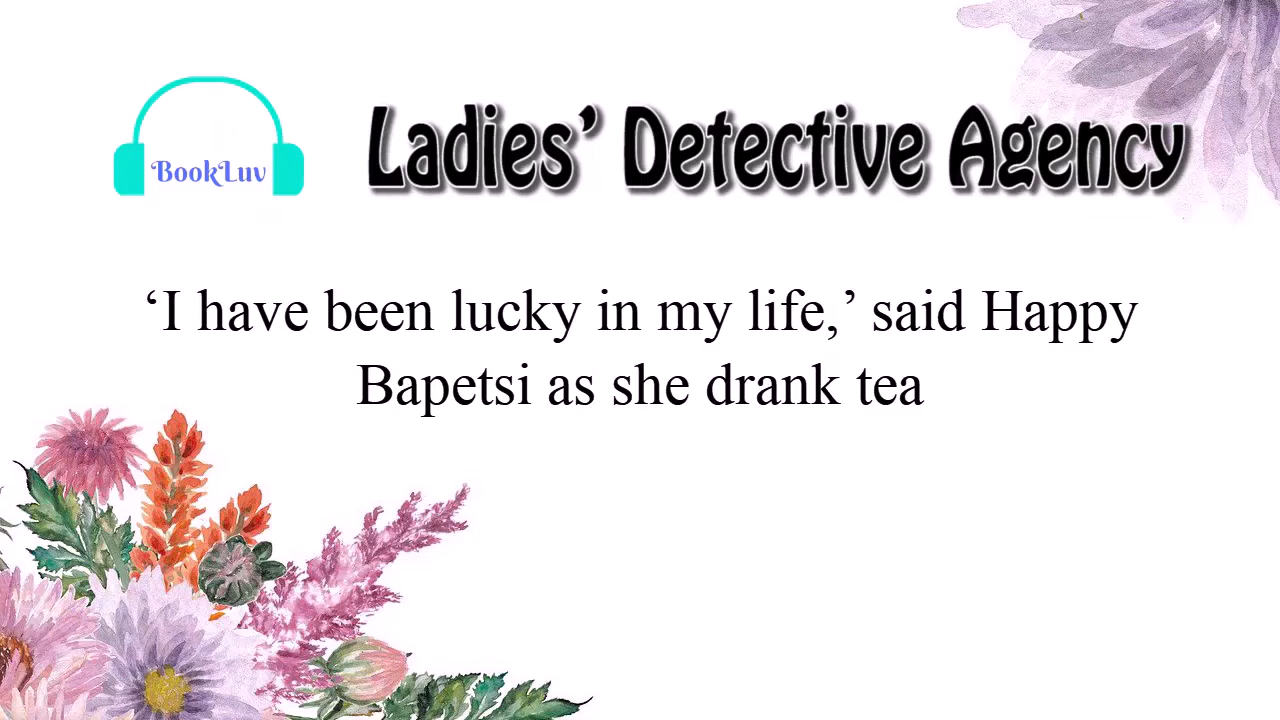 BookLuv
Ladies’ Detective Agency
‘I have been lucky in my life,’ said Happy
Bapetsi as she drank tea